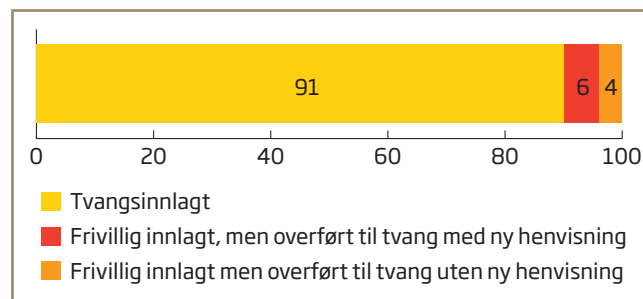 91 6 4
0 20 40 60 80 100
Tvangsinnlagt
Frivillig innlagt, men overført til tvang med ny henvisning
Frivillig innlagt men overført til tvang uten ny henvisning